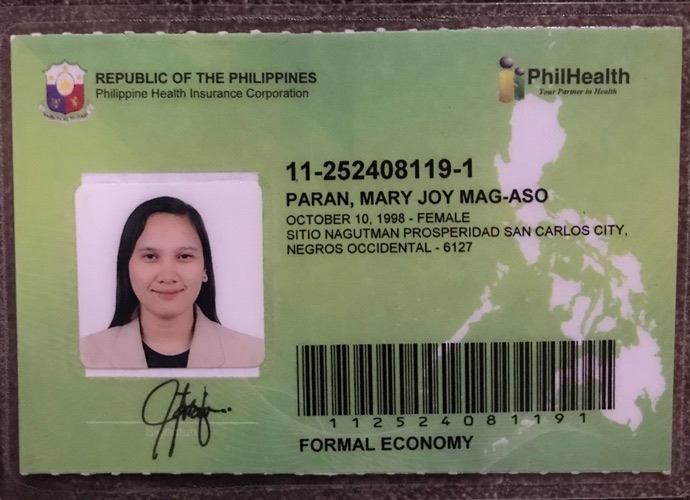 REPUBLIC OF THE PHILIPPINES
Philippine Health Insurance Corporation
PhilHealth
Your Partner in Health
11-252408119-1
PARAN, MARY JOY MAG-ASO
OCTOBER 10, 1998 - FEMALE
SITIO NAGUTMAN PROSPERIDAD SAN CARLOS CITY,
NEGROS OCCIDENTAL - 6127
112524081191
FORMAL ECONOMY